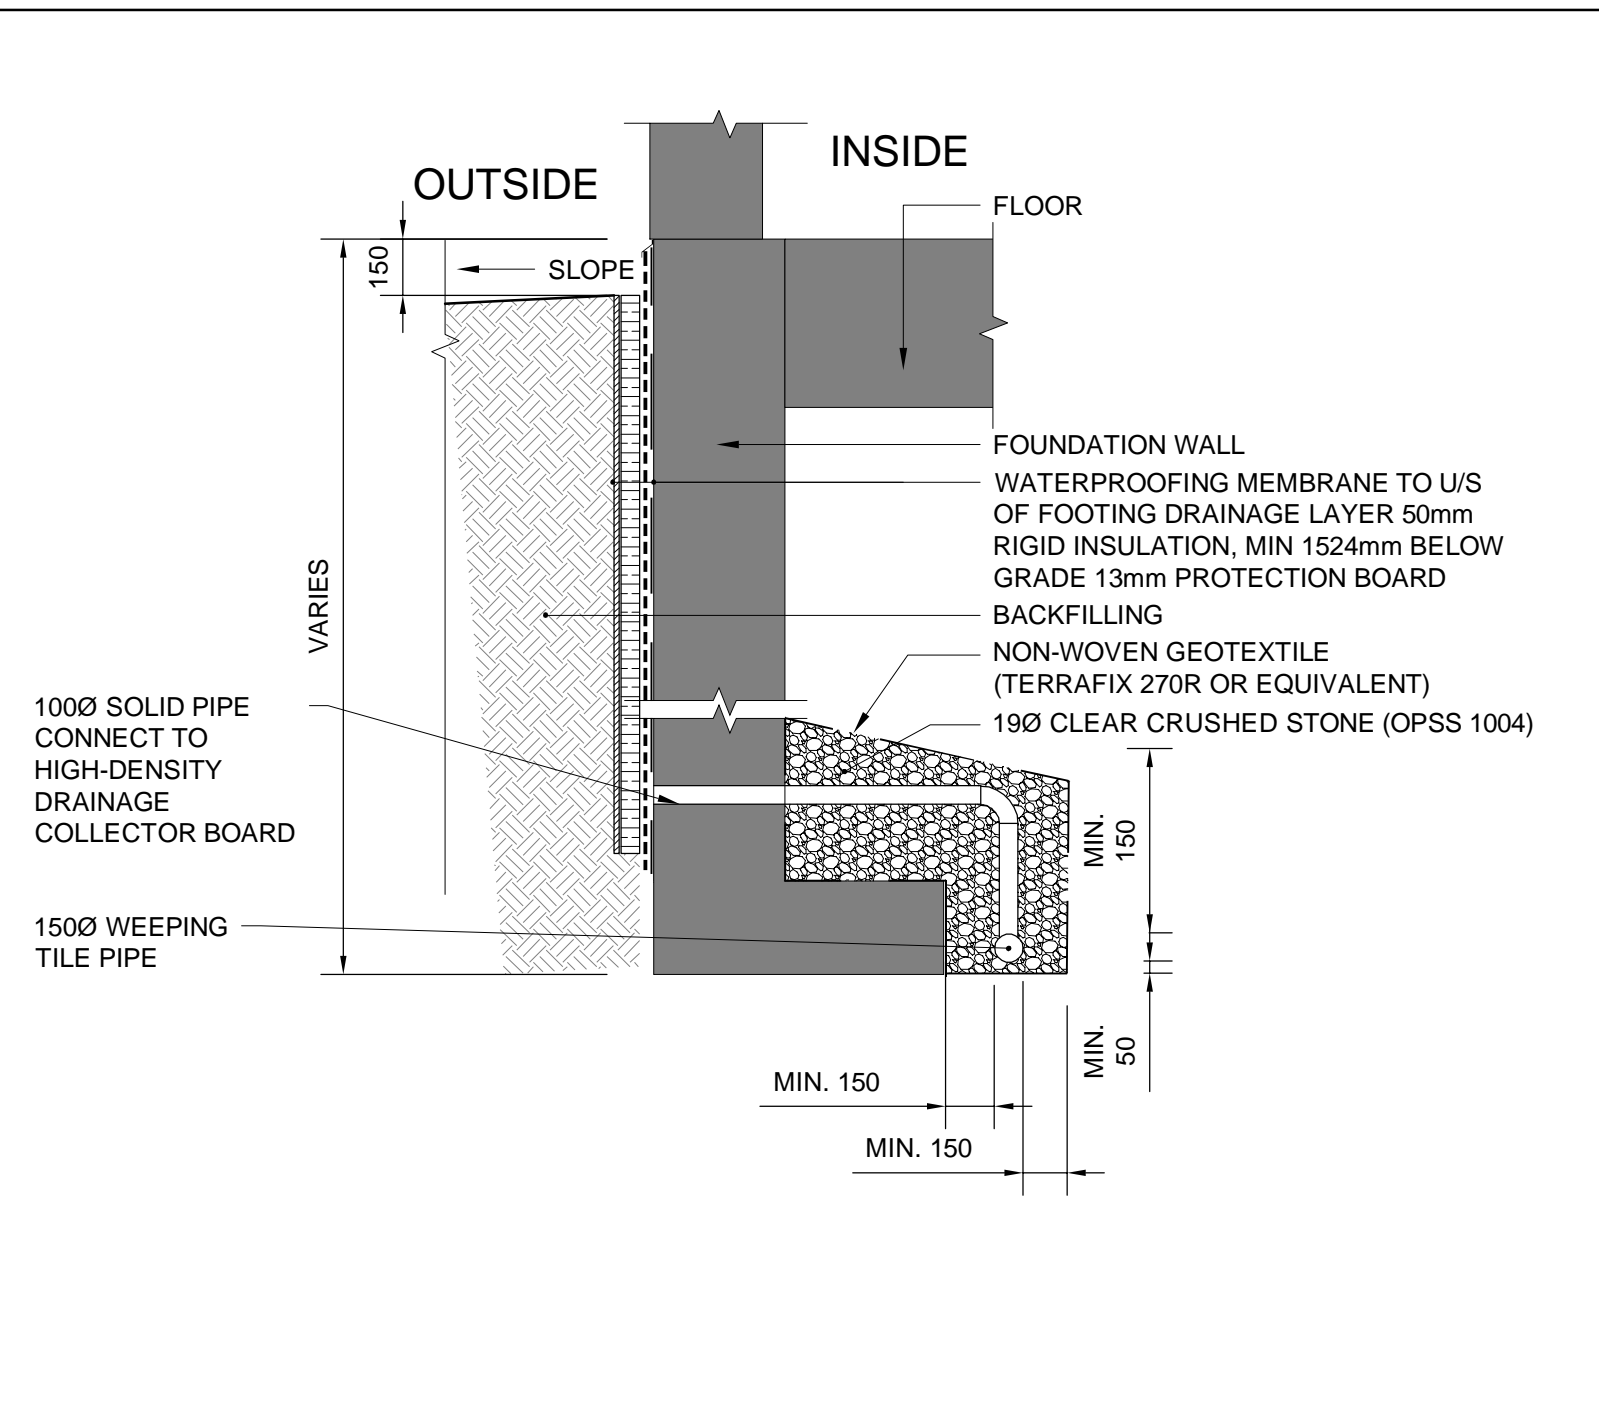 INSIDE
OUTSIDE
FLOOR
150
SLOPE
FOUNDATION WALL
WATERPROOFING MEMBRANE TO U/S
OF FOOTING DRAINAGE LAYER 50mm
RIGID INSULATION, MIN 1524mm BELOW
GRADE 13mm PROTECTION BOARD
VARIES
BACKFILLING
NON-WOVEN GEOTEXTILE
(TERRAFIX 270R OR EQUIVALENT)
19Ø CLEAR CRUSHED STONE (OPSS 1004)
100Ø SOLID PIPE
CONNECT TO
HIGH-DENSITY
DRAINAGE
COLLECTOR BOARD
MIN.
150
150Ø WEEPING
TILE PIPE
MIN.
50
MIN. 150
MIN. 150